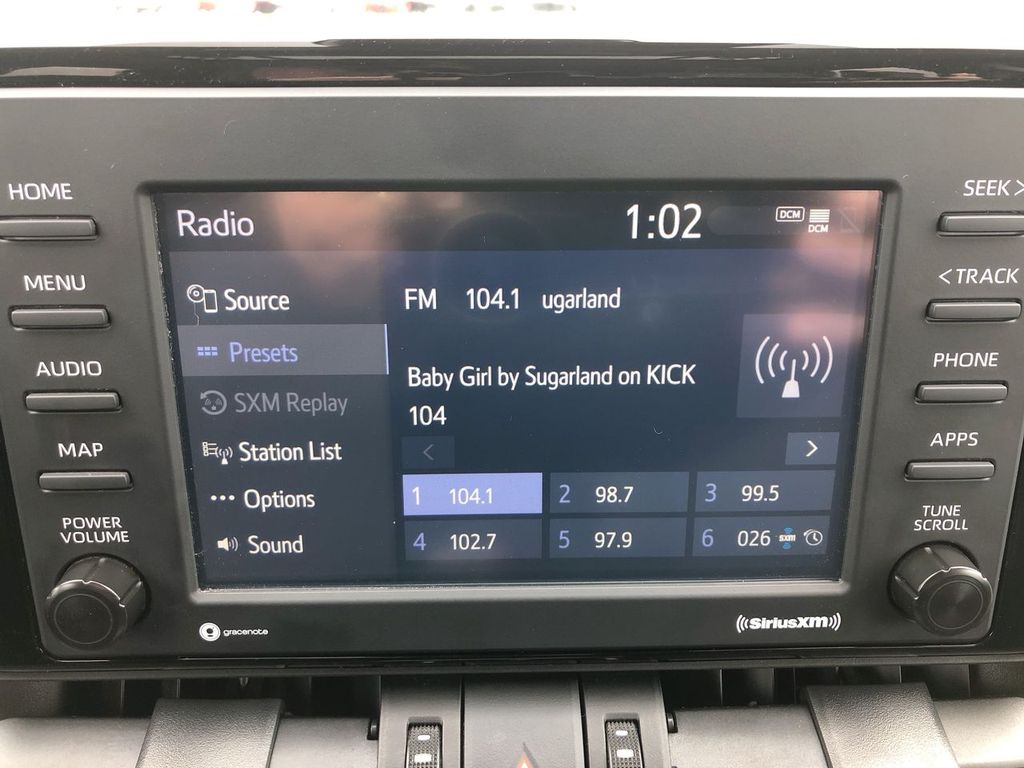 HOME
SEEK >
Radio
1:02
DCM
DCM
MENU
< TRACK
Source
FM 104.1 ugarland
Presets
AUDIO
PHONE
Baby Girl by Sugarland on KICK
104
SXM Replay
MAP
APPS
Station List
< >
Options
1 104.1
2 98.7
3 99.5
POWER
VOLUME
TUNE
SCROLL
Sound
4 102.7
5 97.9
6 026 sxm
gracenote
((SiriusXM))